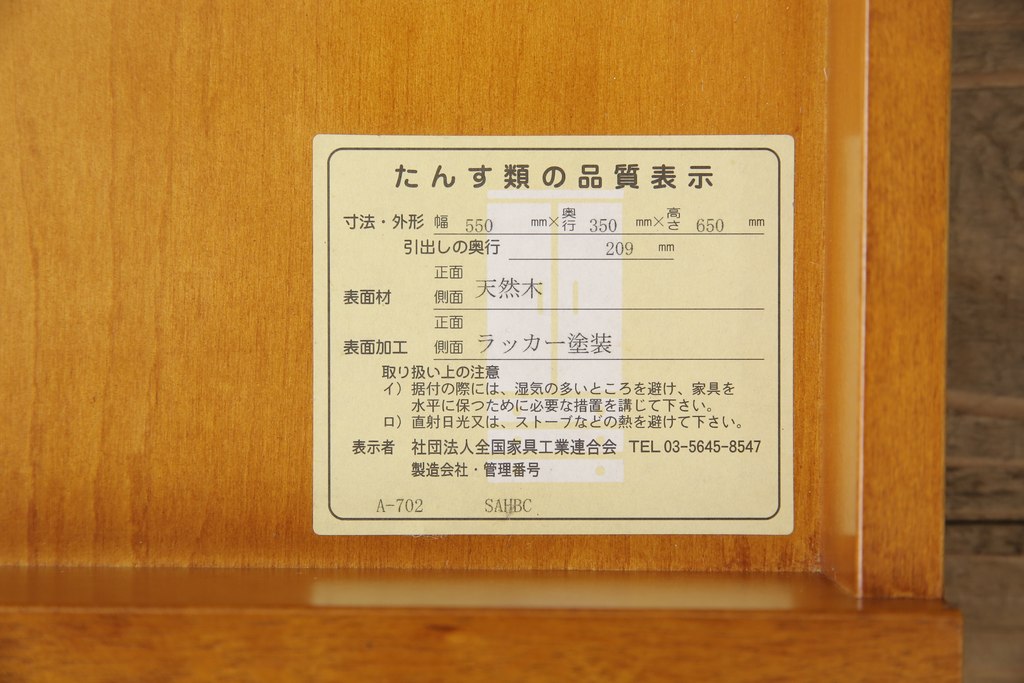 たんす類の品質表示
寸法・外形 幅 550 mm×奥行 350 mm×高さ 650 mm
引出しの奥行 209 mm
正面
表面材 側面 天然木
正面
表面加工 側面 ラッカー塗装
取り扱い上の注意
イ）据付の際には、湿気の多いところを避け、家具を
水平に保つために必要な措置を講じて下さい。
ロ）直射日光又は、ストーブなどの熱を避けて下さい。
表示者 社団法人全国家具工業連合会 TEL 03-5645-8547
製造会社・管理番号
A-702 SAHBC